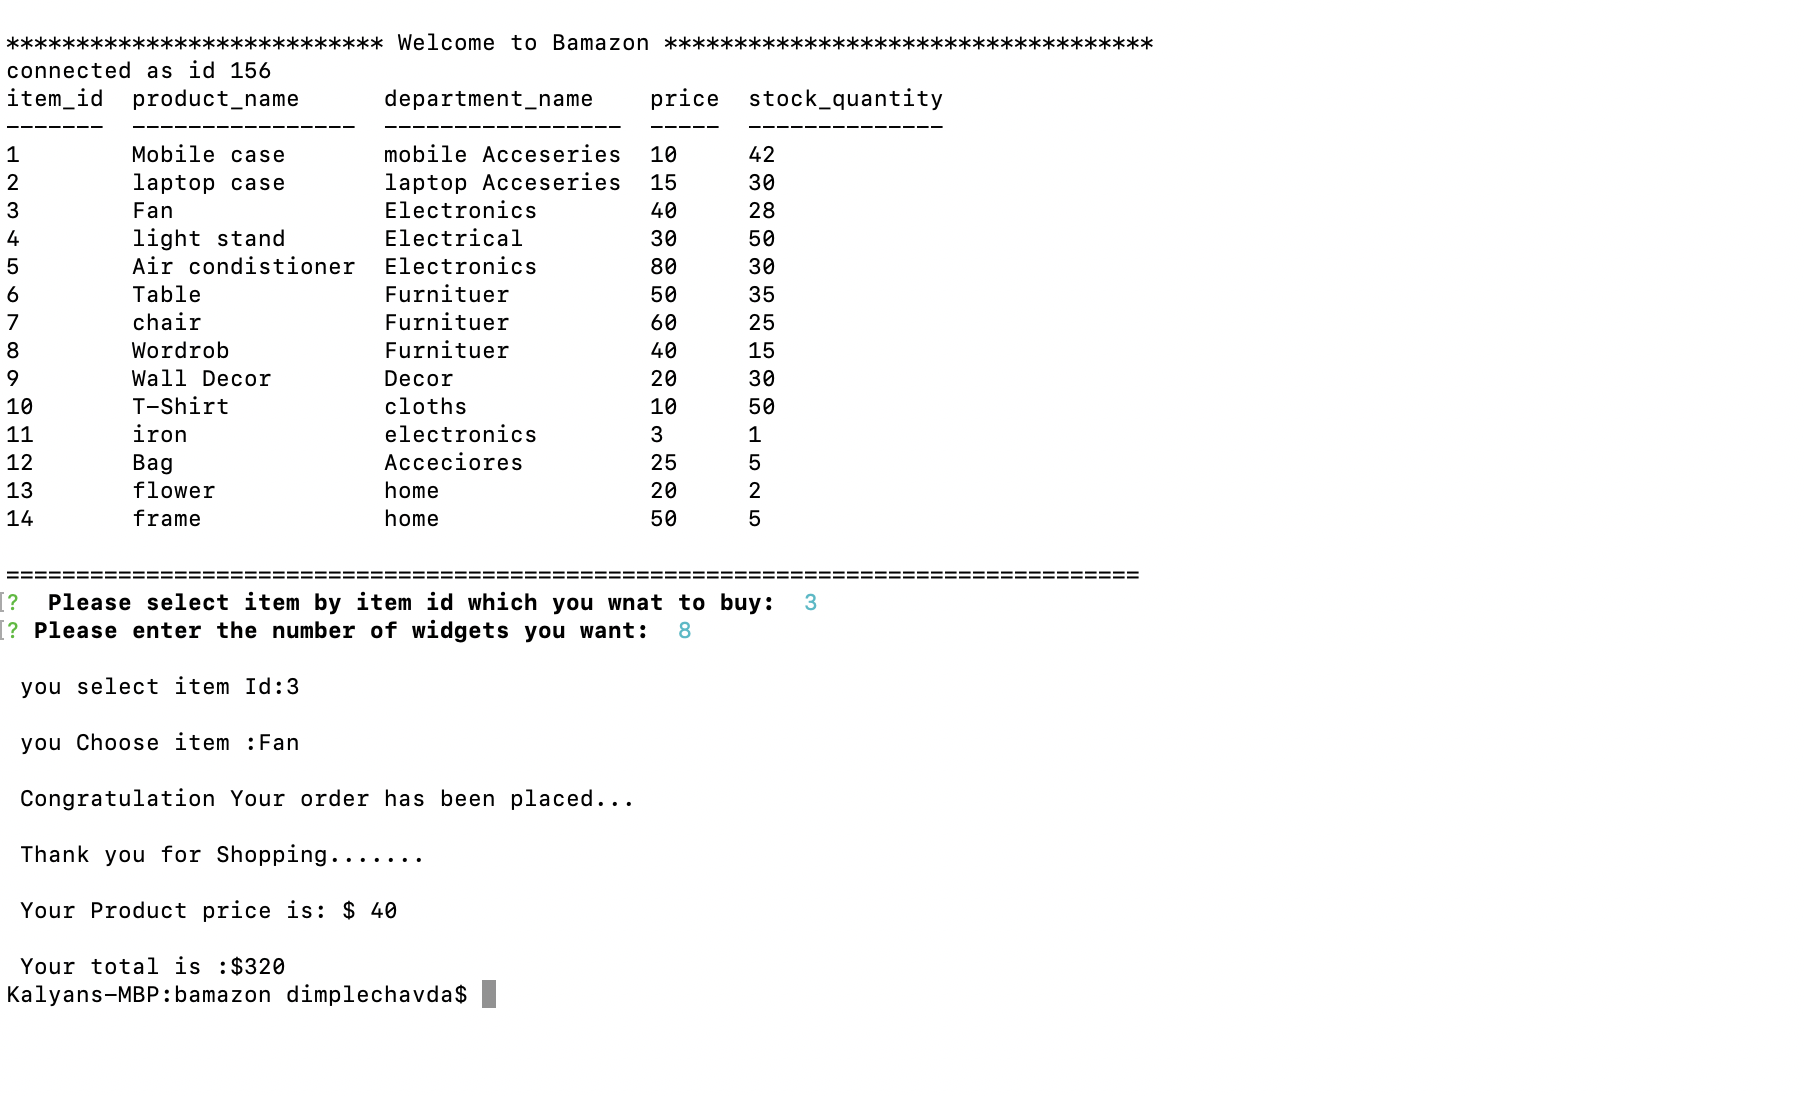 *************************** Welcome to Bamazon ***********************************
connected as id 156
item_id  product_name      department_name    price  stock_quantity
-------  ----------------  -----------------  -----  --------------
1        Mobile case       mobile Acceseries  10     42
2        laptop case       laptop Acceseries  15     30
3        Fan               Electronics        40     28
4        light stand       Electrical         30     50
5        Air condistioner  Electronics        80     30
6        Table             Furnituer          50     35
7        chair             Furnituer          60     25
8        Wordrob           Furnituer          40     15
9        Wall Decor        Decor              20     30
10       T-Shirt           cloths             10     50
11       iron              electronics        3      1
12       Bag               Acceciores         25     5
13       flower            home               20     2
14       frame             home               50     5
=================================================================================
[?  Please select item by item id which you wnat to buy:  3
[? Please enter the number of widgets you want:  8
you select item Id:3
you Choose item :Fan
Congratulation Your order has been placed...
Thank you for Shopping.......
Your Product price is: $ 40
Your total is :$320
Kalyans-MBP:bamazon dimplechavda$